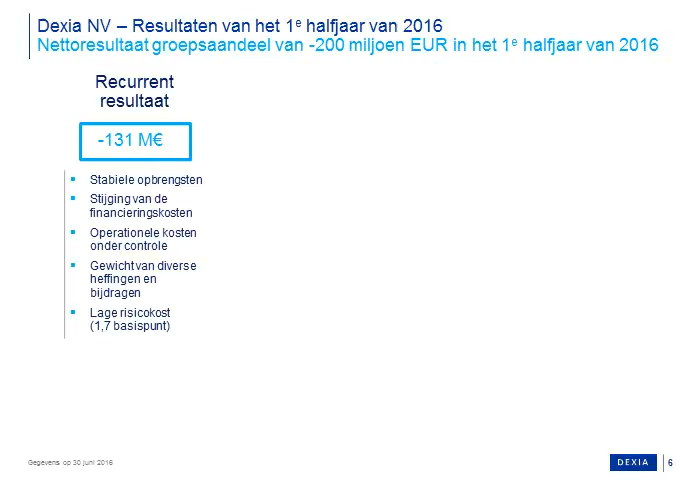 Dexia NV – Resultaten van het 1e halfjaar van 2016
Nettoresultaat groepsaandeel van -200 miljoen EUR in het 1e halfjaar van 2016
Recurrent
resultaat
-131 M€
▪ Stabiele opbrengsten
▪ Stijging van de
financieringskosten
▪ Operationele kosten
onder controle
▪ Gewicht van diverse
heffingen en
bijdragen
▪ Lage risicokost
(1,7 basispunt)
Gegevens op 30 juni 2016
DEXIA
6